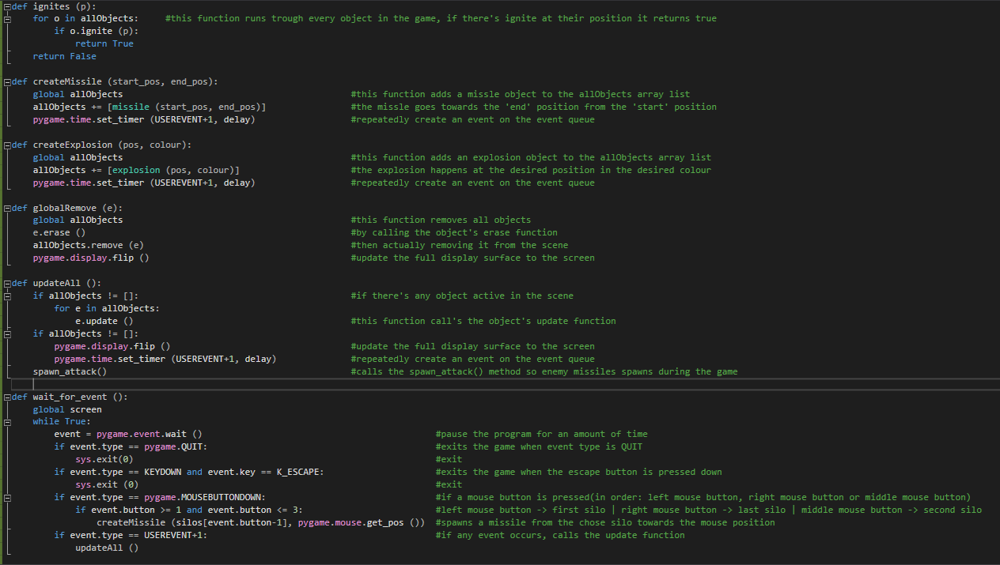 def ignites (p):
    for o in allObjects:     #this function runs trough every object in the game, if there's ignite at their position it returns true
        if o.ignite (p):
            return True
    return False

def createMissile (start_pos, end_pos):
    global allObjects                                           #this function adds a missle object to the allObjects array list
    allObjects += [missile (start_pos, end_pos)]                #the missle goes towards the 'end' position from the 'start' position
    pygame.time.set_timer (USEREVENT+1, delay)                  #repeatedly create an event on the event queue

def createExplosion (pos, colour):
    global allObjects                                           #this function adds an explosion object to the allObjects array list
    allObjects += [explosion (pos, colour)]                     #the explosion happens at the desired position in the desired colour
    pygame.time.set_timer (USEREVENT+1, delay)                  #repeatedly create an event on the event queue

def globalRemove (e):
    global allObjects                                           #this function removes all objects
    e.erase ()                                                  #by calling the object's erase function
    allObjects.remove (e)                                       #then actually removing it from the scene
    pygame.display.flip ()                                      #update the full display surface to the screen

def updateAll ():
    if allObjects != []:                                        #if there's any object active in the scene
        for e in allObjects:
            e.update ()                                         #this function call's the object's update function
    if allObjects != []:
        pygame.display.flip ()                                  #update the full display surface to the screen
        pygame.time.set_timer (USEREVENT+1, delay)              #repeatedly create an event on the event queue
    spawn_attack()                                              #calls the spawn_attack() method so enemy missiles spawns during the game

def wait_for_event ():
    global screen
    while True:
        event = pygame.event.wait ()                                            #pause the program for an amount of time
        if event.type == pygame.QUIT:                                           #exits the game when event type is QUIT
            sys.exit(0)                                                         #exit
        if event.type == KEYDOWN and event.key == K_ESCAPE:                     #exits the game when the escape button is pressed down
            sys.exit (0)                                                        #exit
        if event.type == pygame.MOUSEBUTTONDOWN:                                #if a mouse button is pressed(in order: left mouse button, right mouse button or middle mouse button)
            if event.button >= 1 and event.button <= 3:                         #left mouse button -> first silo | right mouse button -> last silo | middle mouse button -> second silo
                createMissile (silos[event.button-1], pygame.mouse.get_pos ())  #spawns a missile from the chose silo towards the mouse position
        if event.type == USEREVENT+1:                                           #if any event occurs, calls the update function
            updateAll ()